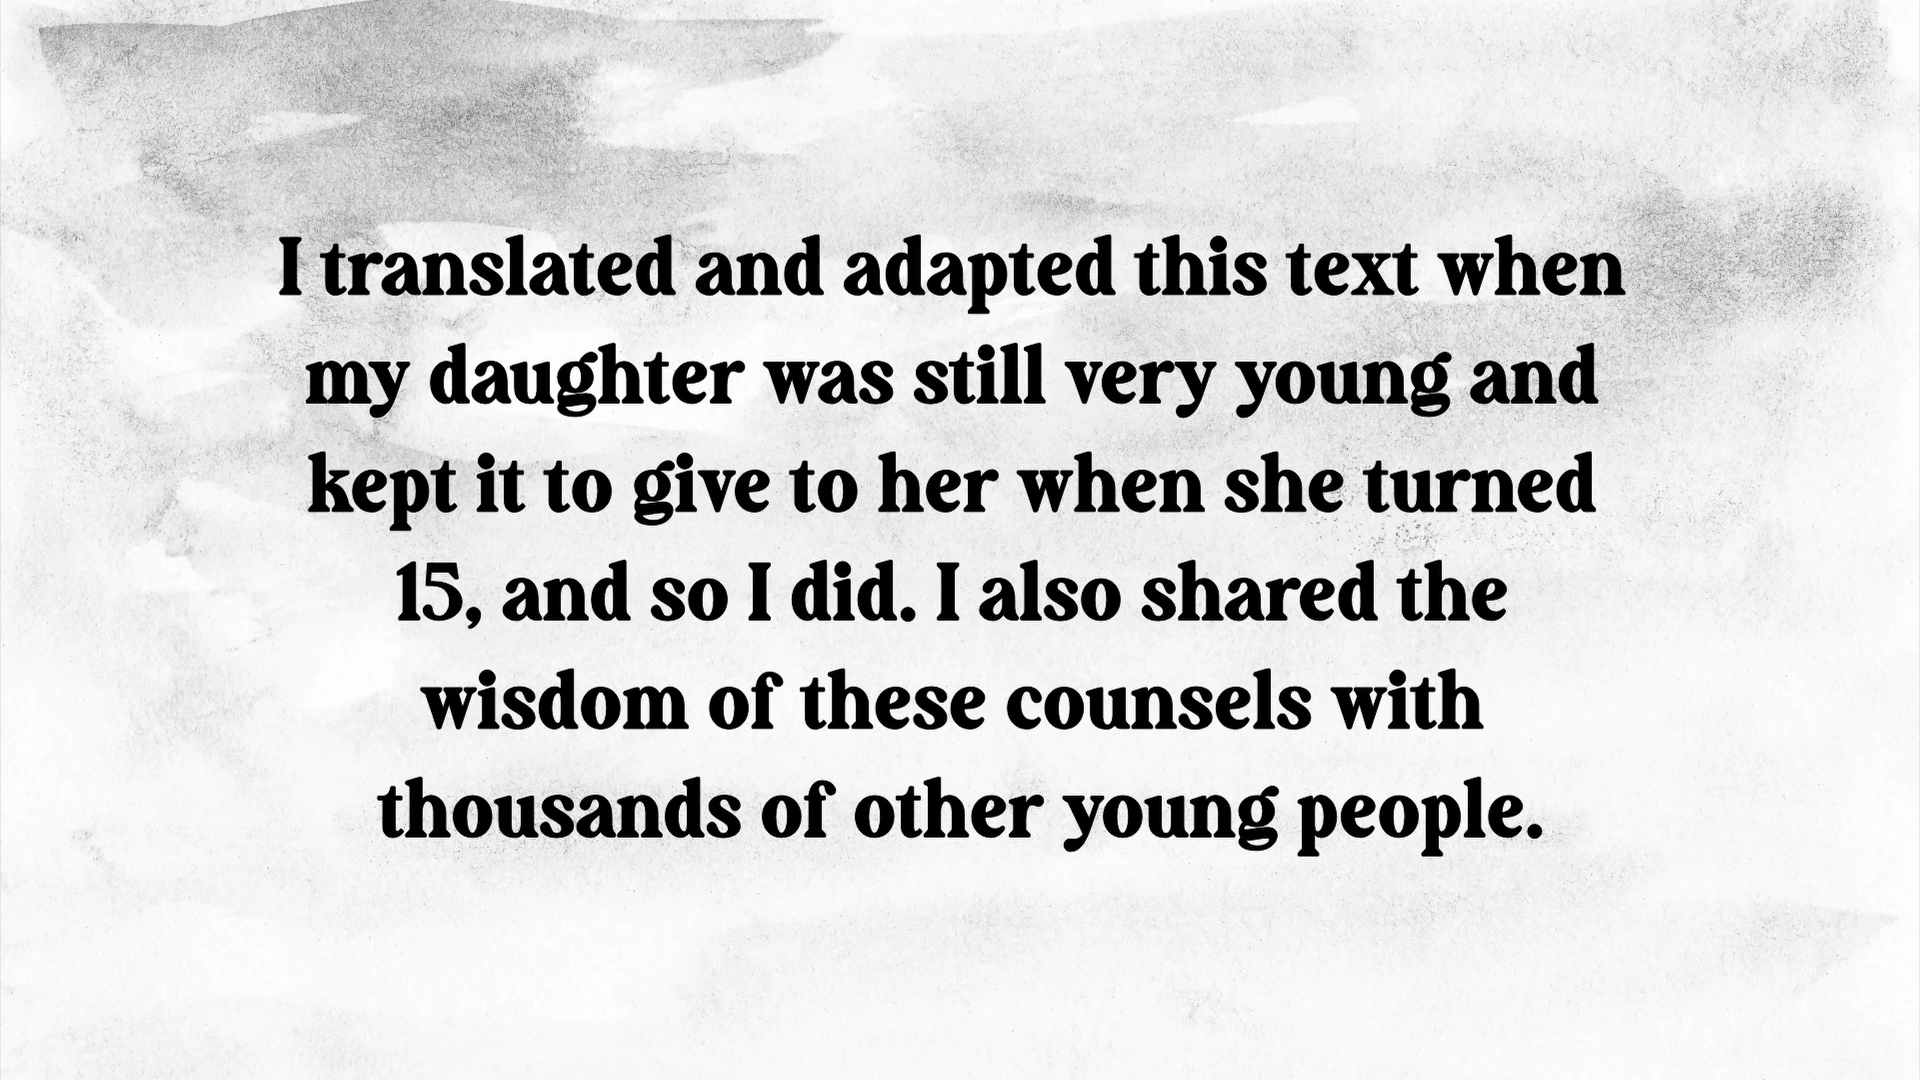 I translated and adapted this text when
my daughter was still very young and
kept it to give to her when she turned
15, and so I did. I also shared the
wisdom of these counsels with
thousands of other young people.